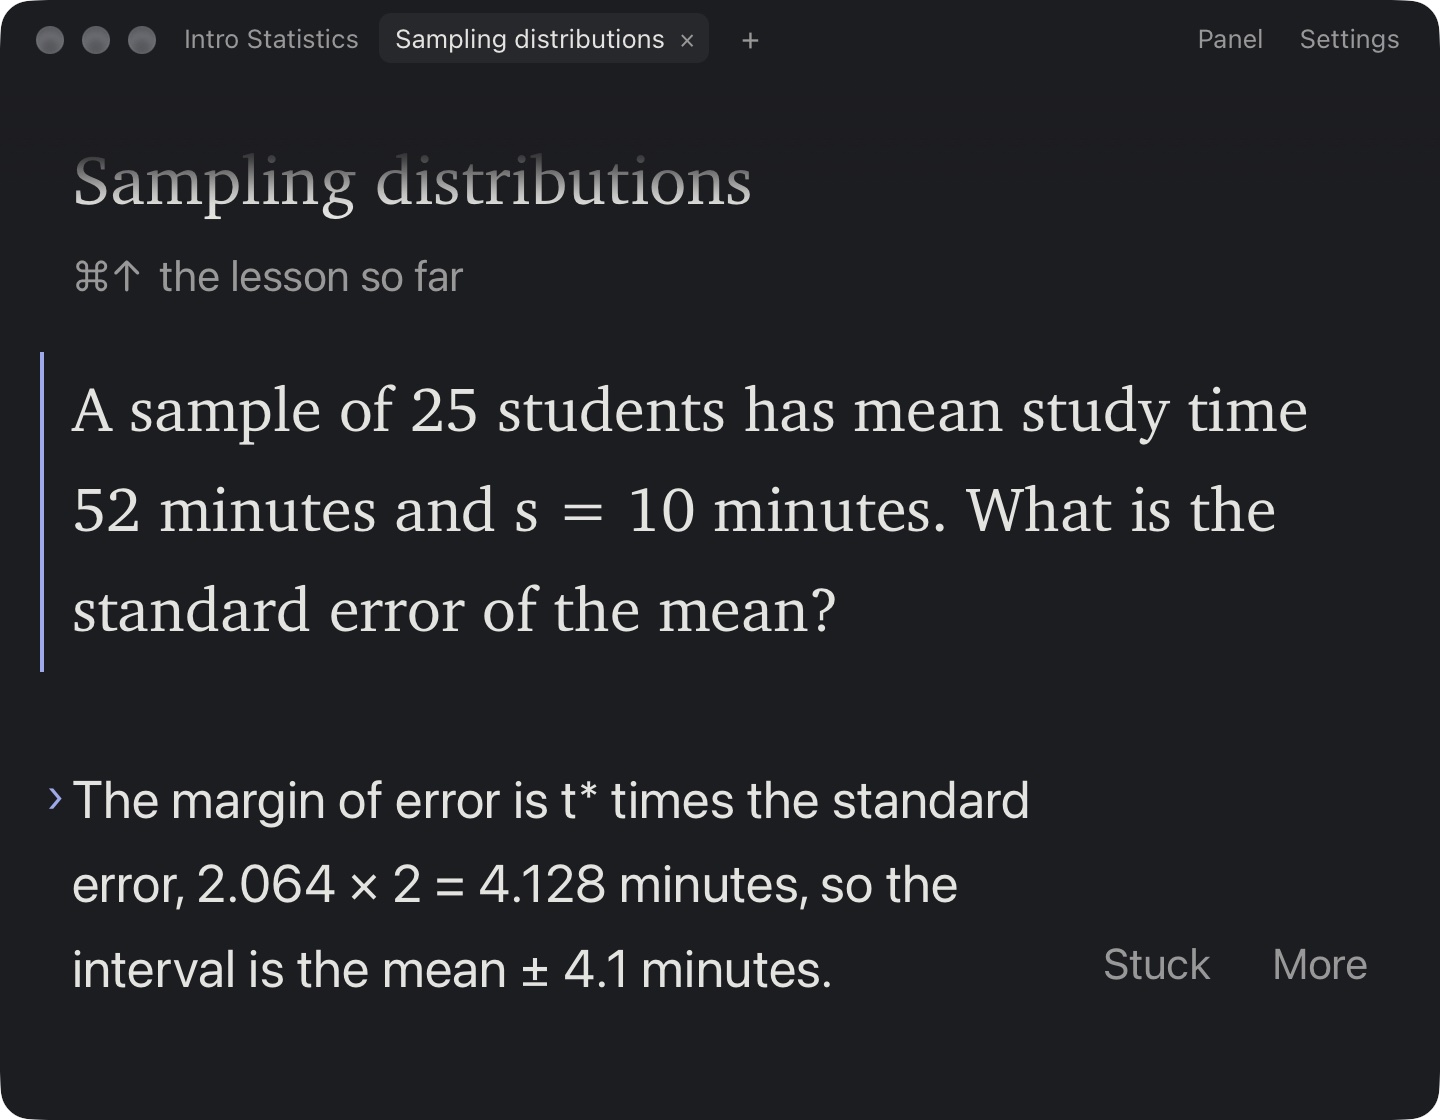 Intro Statistics
Sampling distributions ×
+
Panel
Settings
Sampling distributions
⌘↑ the lesson so far
A sample of 25 students has mean study time
52 minutes and s = 10 minutes. What is the
standard error of the mean?
› The margin of error is t* times the standard
error, 2.064 × 2 = 4.128 minutes, so the
interval is the mean ± 4.1 minutes.
Stuck
More